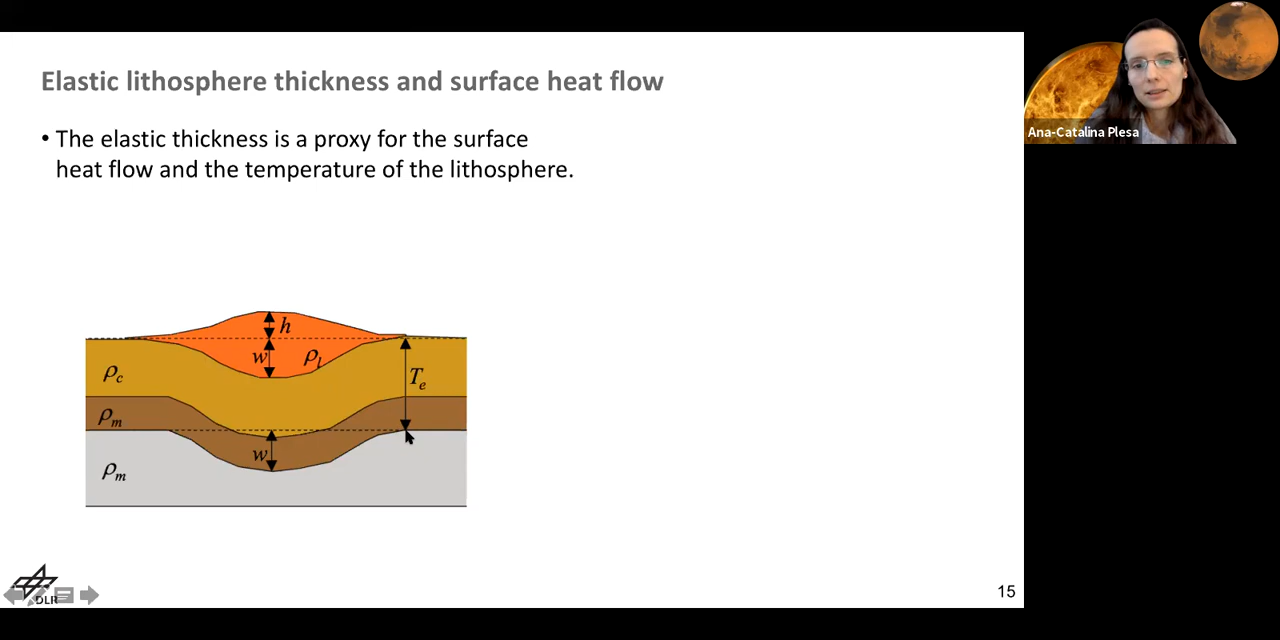 Elastic lithosphere thickness and surface heat flow
• The elastic thickness is a proxy for the surface
heat flow and the temperature of the lithosphere.
Ana-Catalina Plesa
h
w
ρl
ρc
Te
ρm
w
ρm
DLR
15